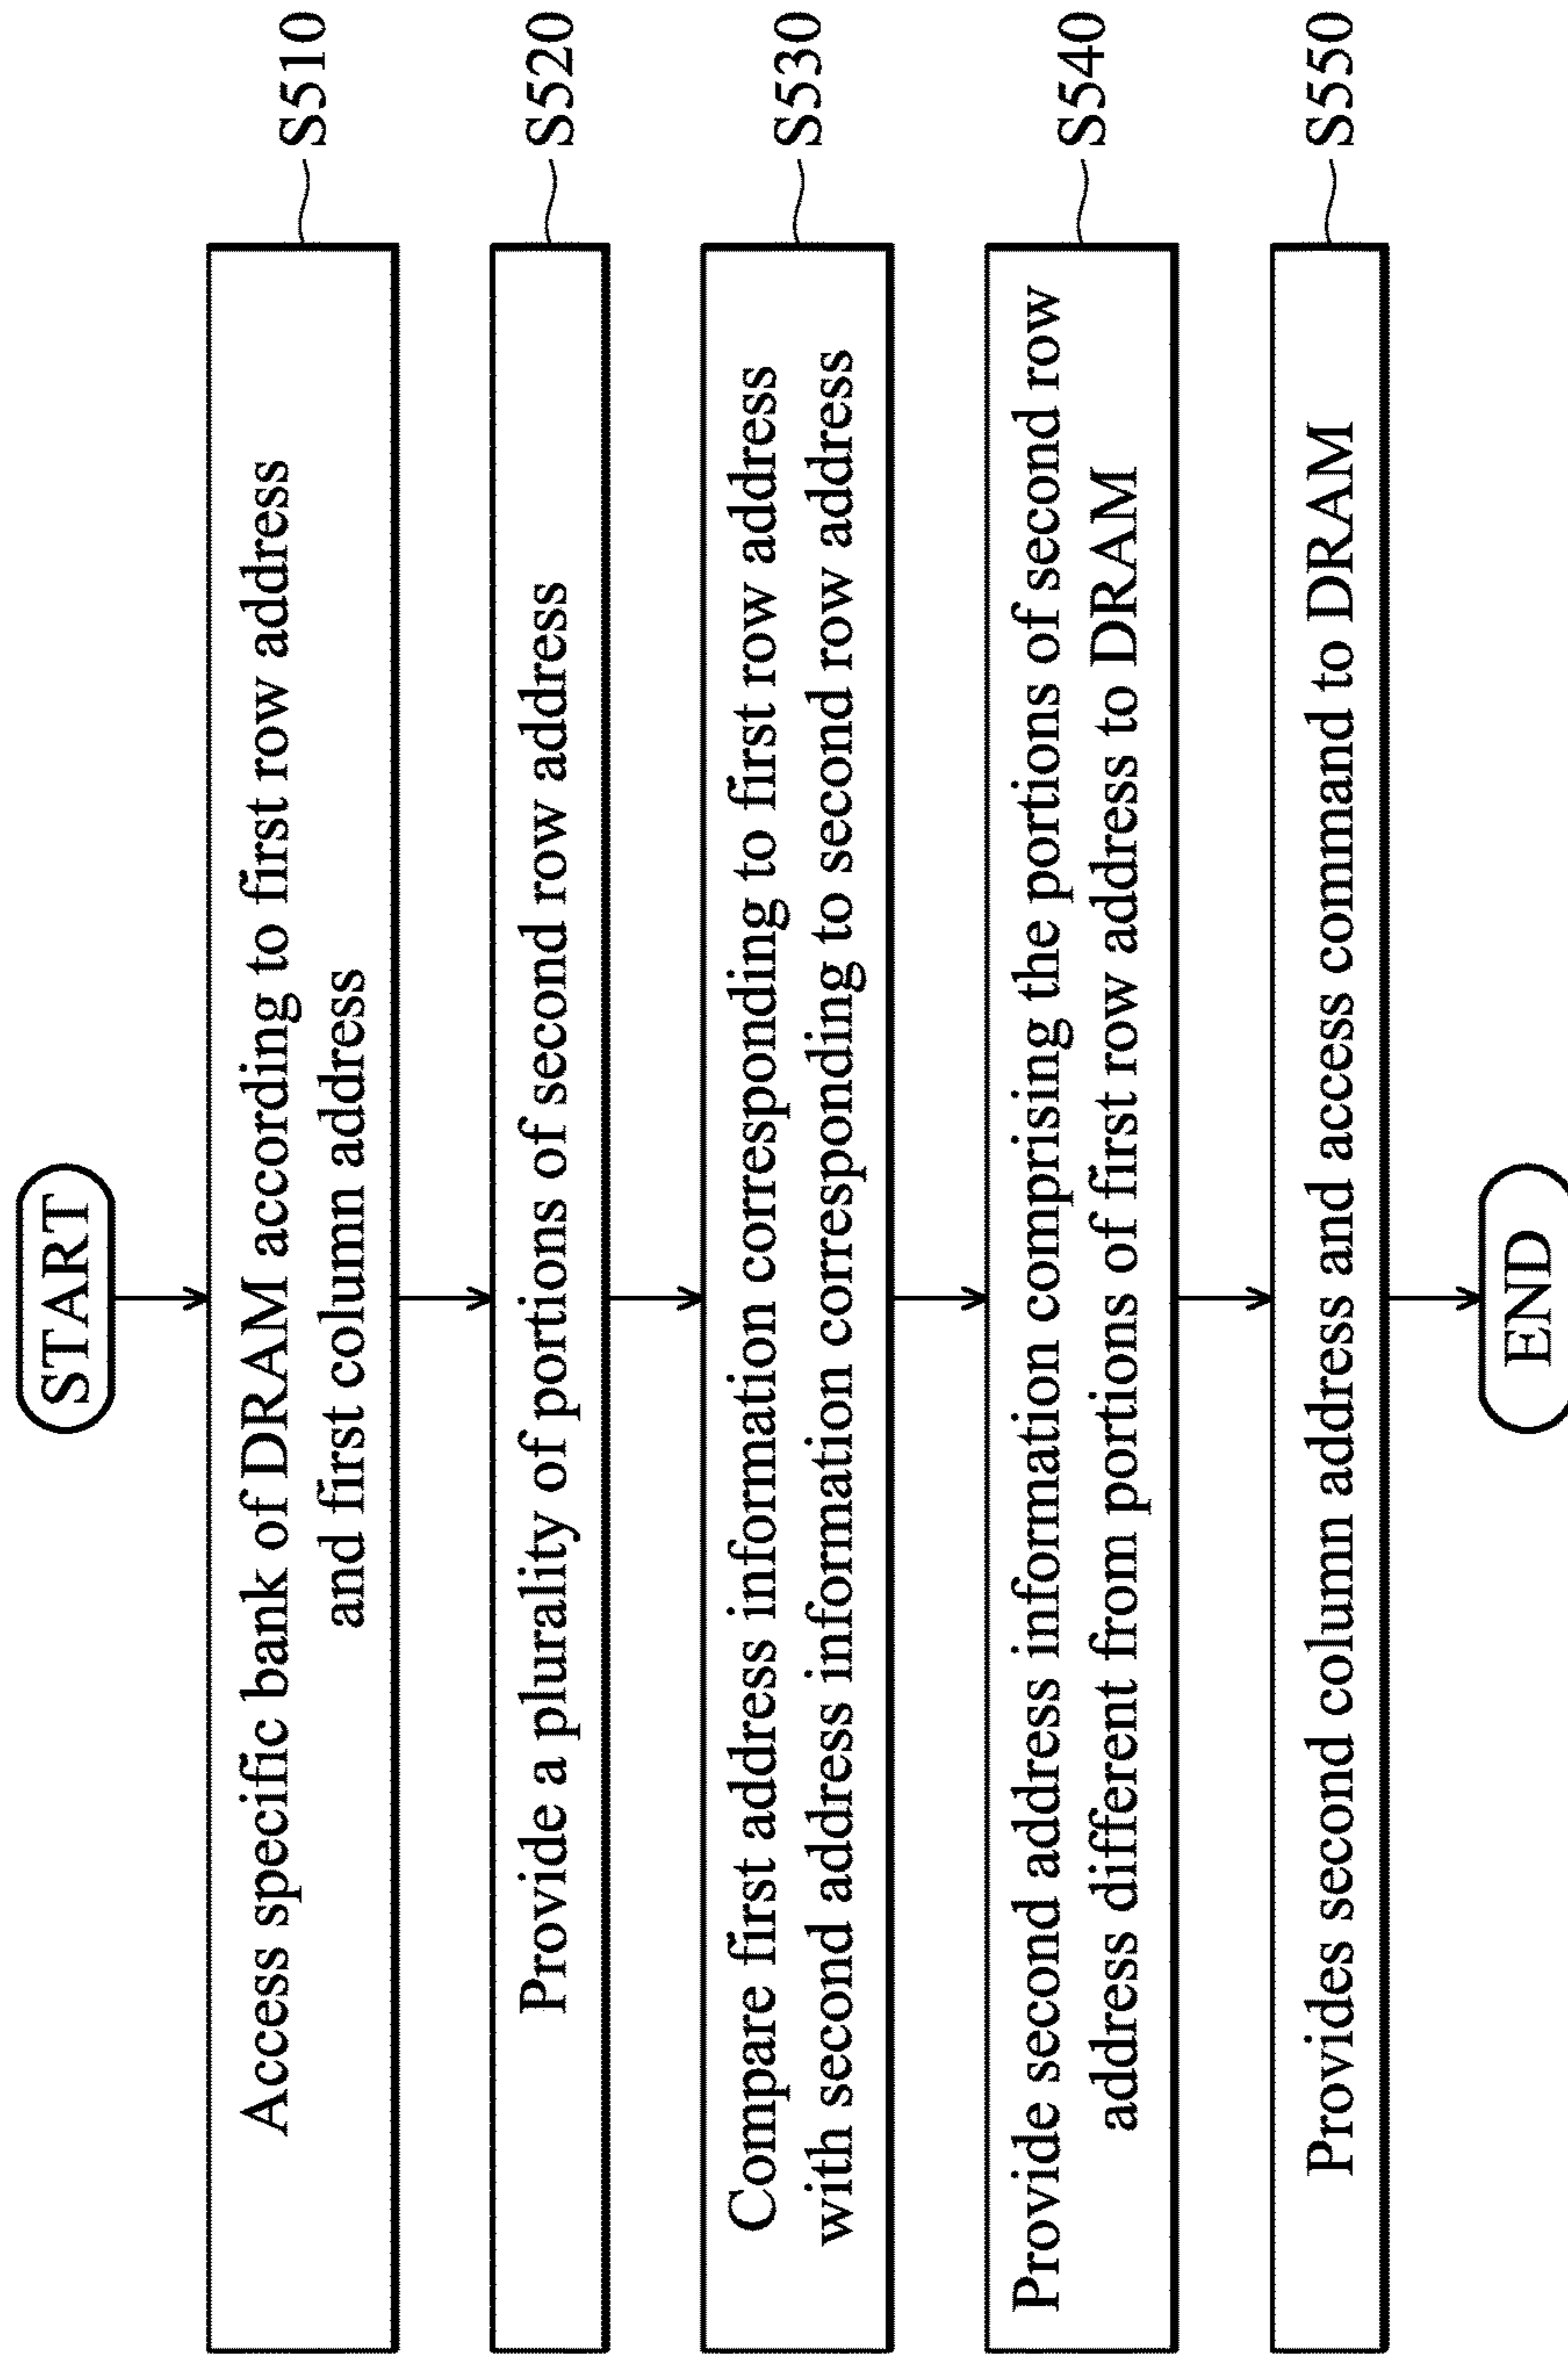 START
Access specific bank of DRAM according to first row address
and first column address
S510
Provide a plurality of portions of second row address
S520
Compare first address information corresponding to first row address
with second address information corresponding to second row address
S530
Provide second address information comprising the portions of second row
address different from portions of first row address to DRAM
S540
Provides second column address and access command to DRAM
S550
END